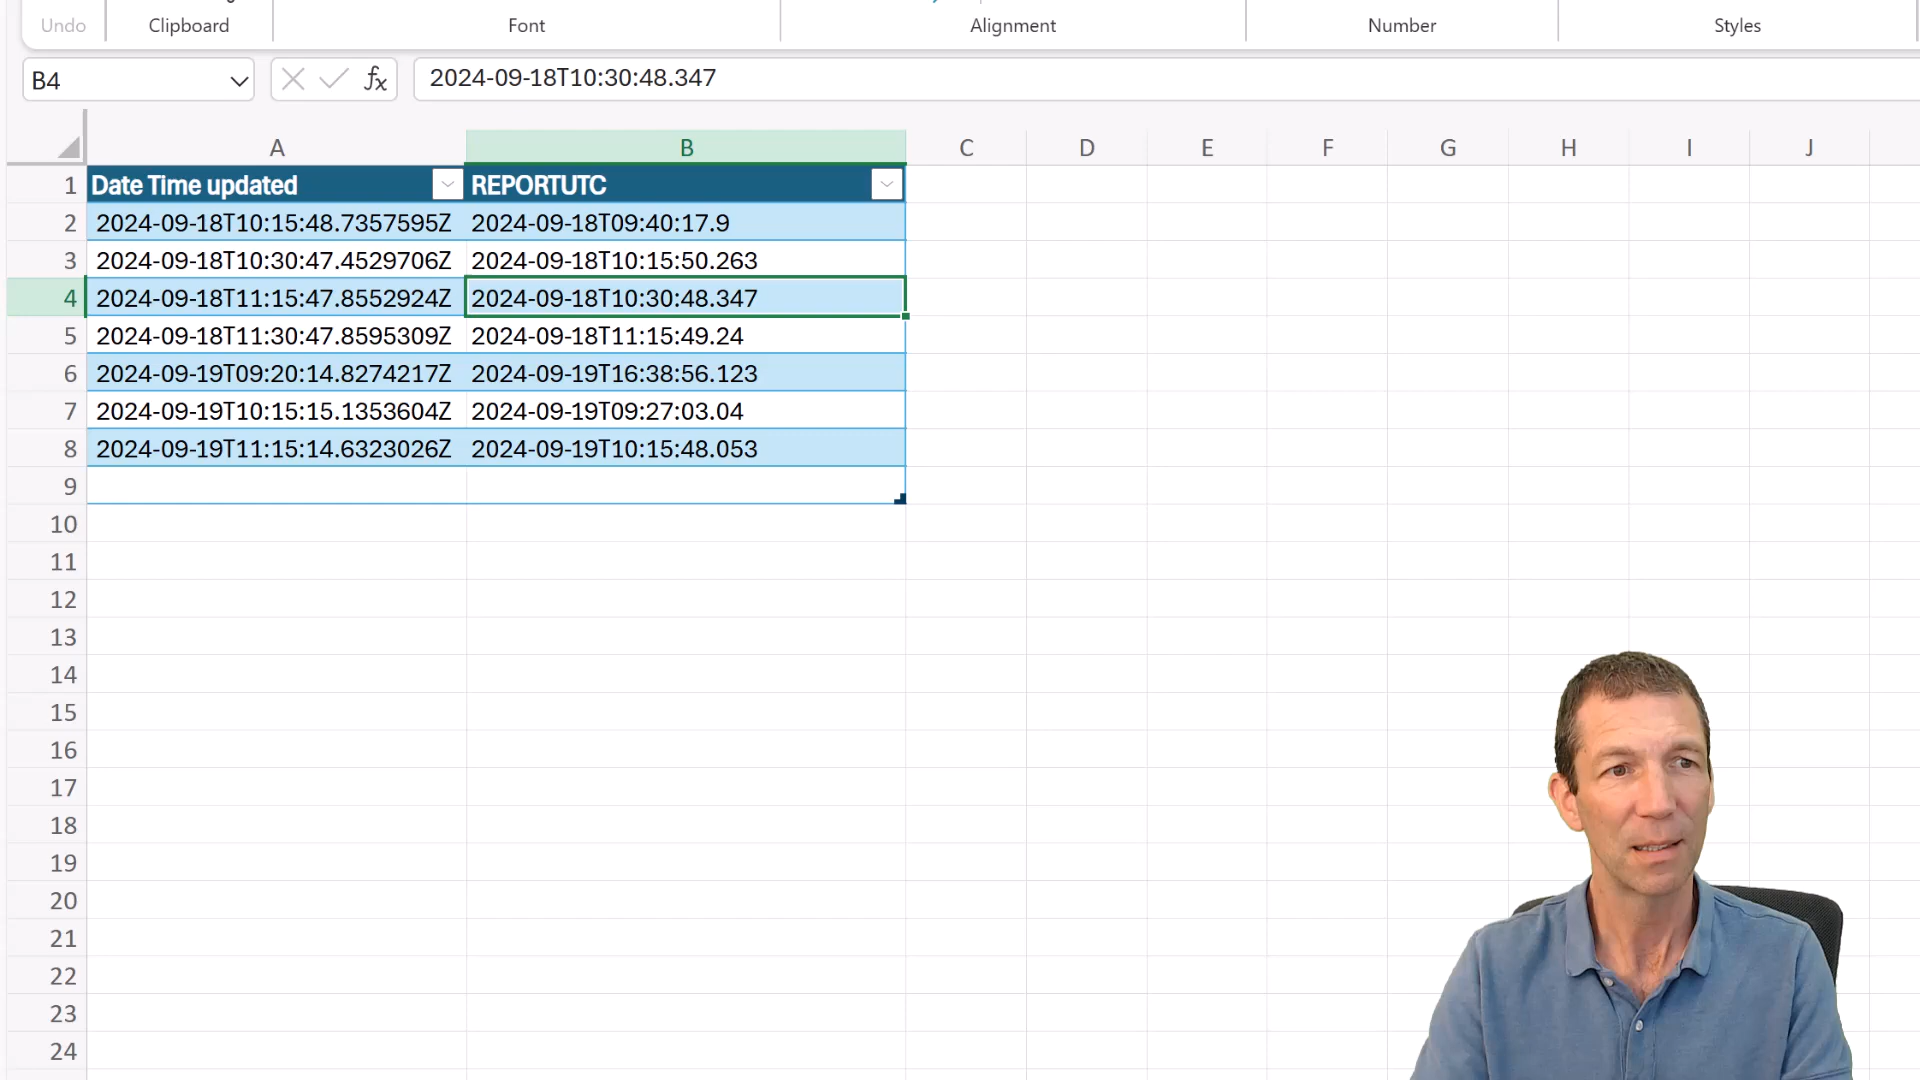 Undo Clipboard Font Alignment Number Styles
B4 fx 2024-09-18T10:30:48.347
A B C D E F G H I J
1 Date Time updated REPORTUTC
2 2024-09-18T10:15:48.7357595Z 2024-09-18T09:40:17.9
3 2024-09-18T10:30:47.4529706Z 2024-09-18T10:15:50.263
4 2024-09-18T11:15:47.8552924Z 2024-09-18T10:30:48.347
5 2024-09-18T11:30:47.8595309Z 2024-09-18T11:15:49.24
6 2024-09-19T09:20:14.8274217Z 2024-09-19T16:38:56.123
7 2024-09-19T10:15:15.1353604Z 2024-09-19T09:27:03.04
8 2024-09-19T11:15:14.6323026Z 2024-09-19T10:15:48.053
9
10
11
12
13
14
15
16
17
18
19
20
21
22
23
24